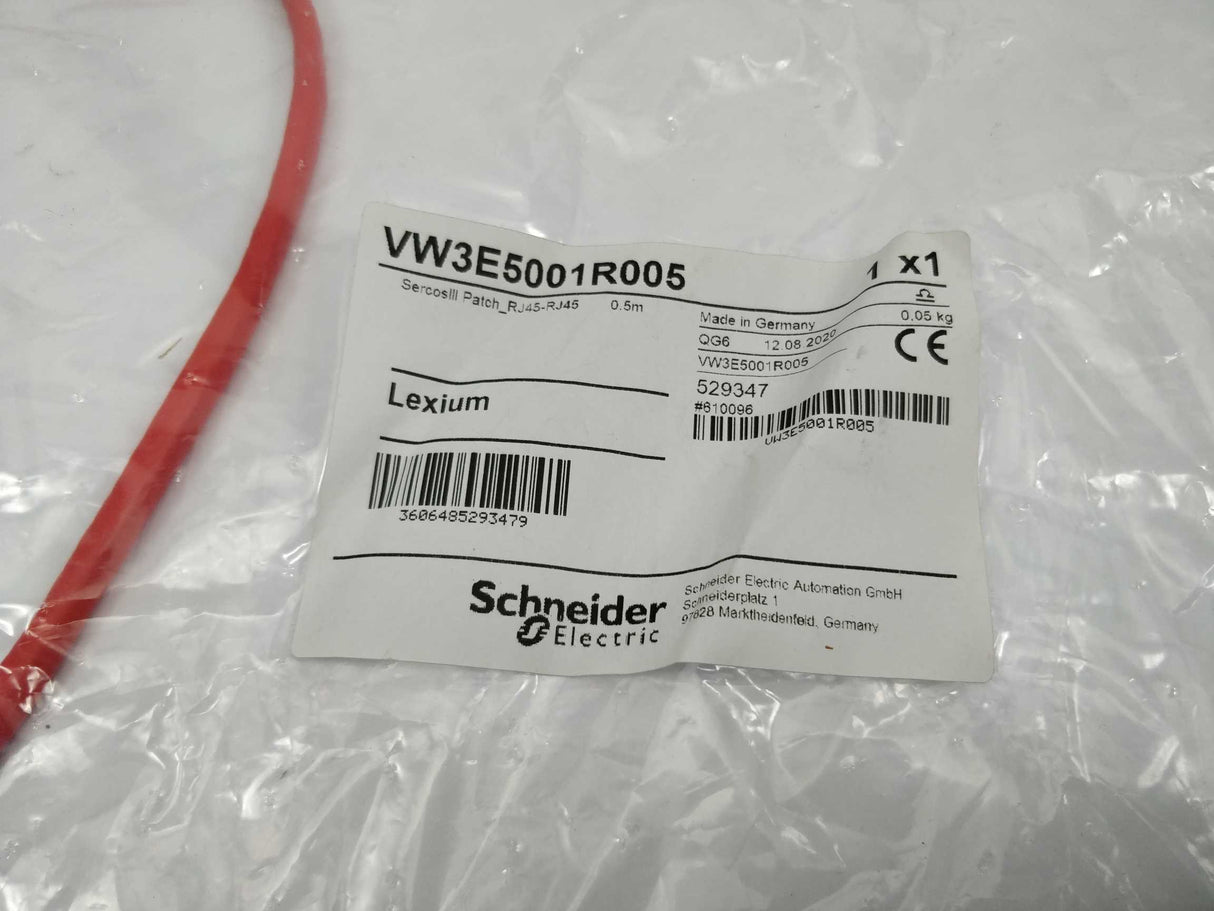 VW3E5001R005
1 x1
SercosIII Patch_RJ45-RJ45 0.5m
Made in Germany
0.05 kg
QG6 12 08 2020
VW3E5001R005
CE
529347
#610096
VW3E5001R005
Lexium
3606485293479
Schneider
Electric
Schneider Electric Automation GmbH
Schneiderplatz 1
97828 Marktheidenfeld, Germany